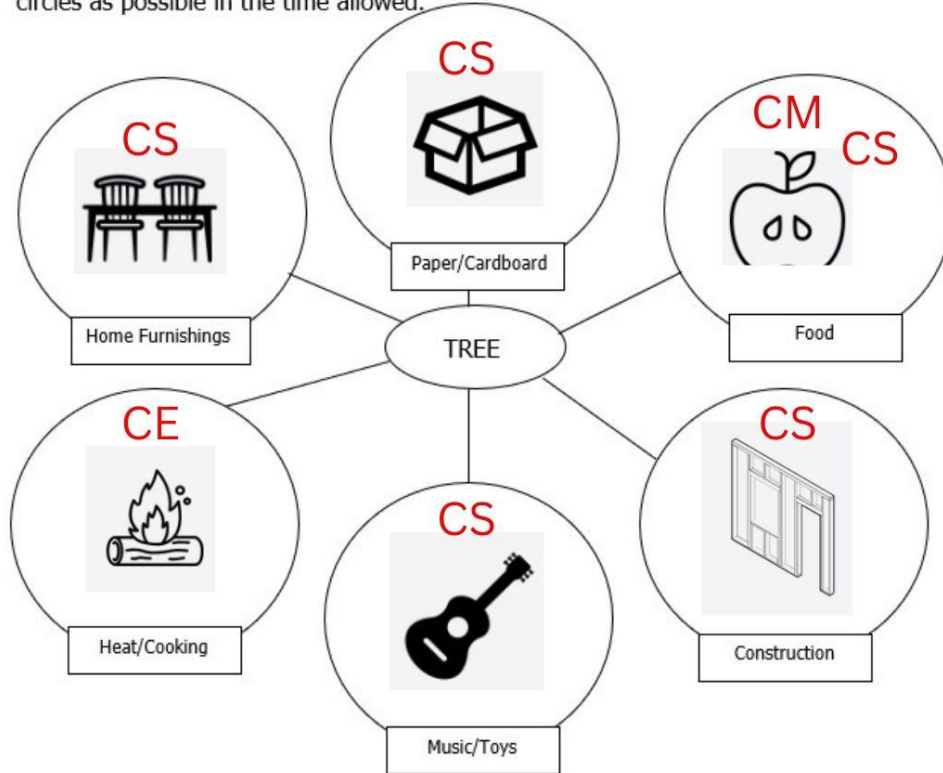 circles as possible in the time allowed.
CS
Paper/Cardboard
CS
Home Furnishings
CM
CS
Food
TREE
CE
Heat/Cooking
CS
Music/Toys
CS
Construction